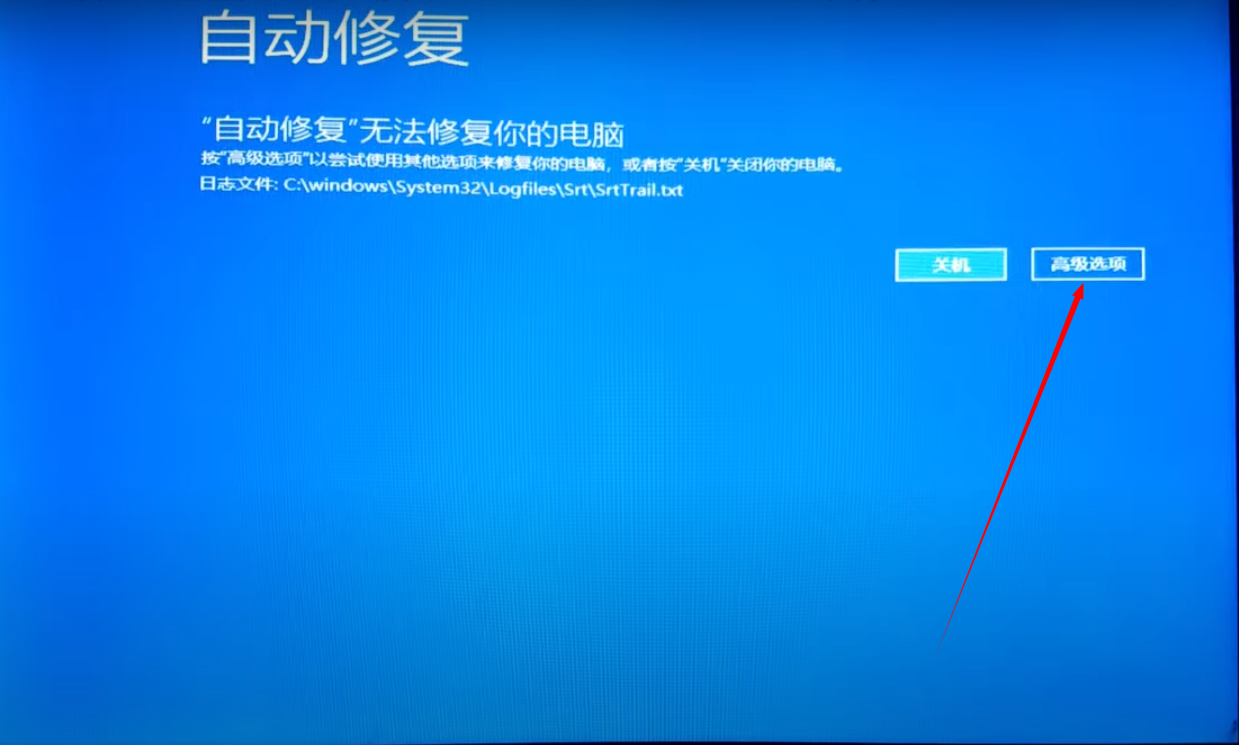 自动修复
“自动修复”无法修复你的电脑
按“高级选项”以尝试使用其他选项来修复你的电脑，或者按“关机”关闭你的电脑。
日志文件: C:\windows\System32\Logfiles\Srt\SrtTrail.txt
关机
高级选项